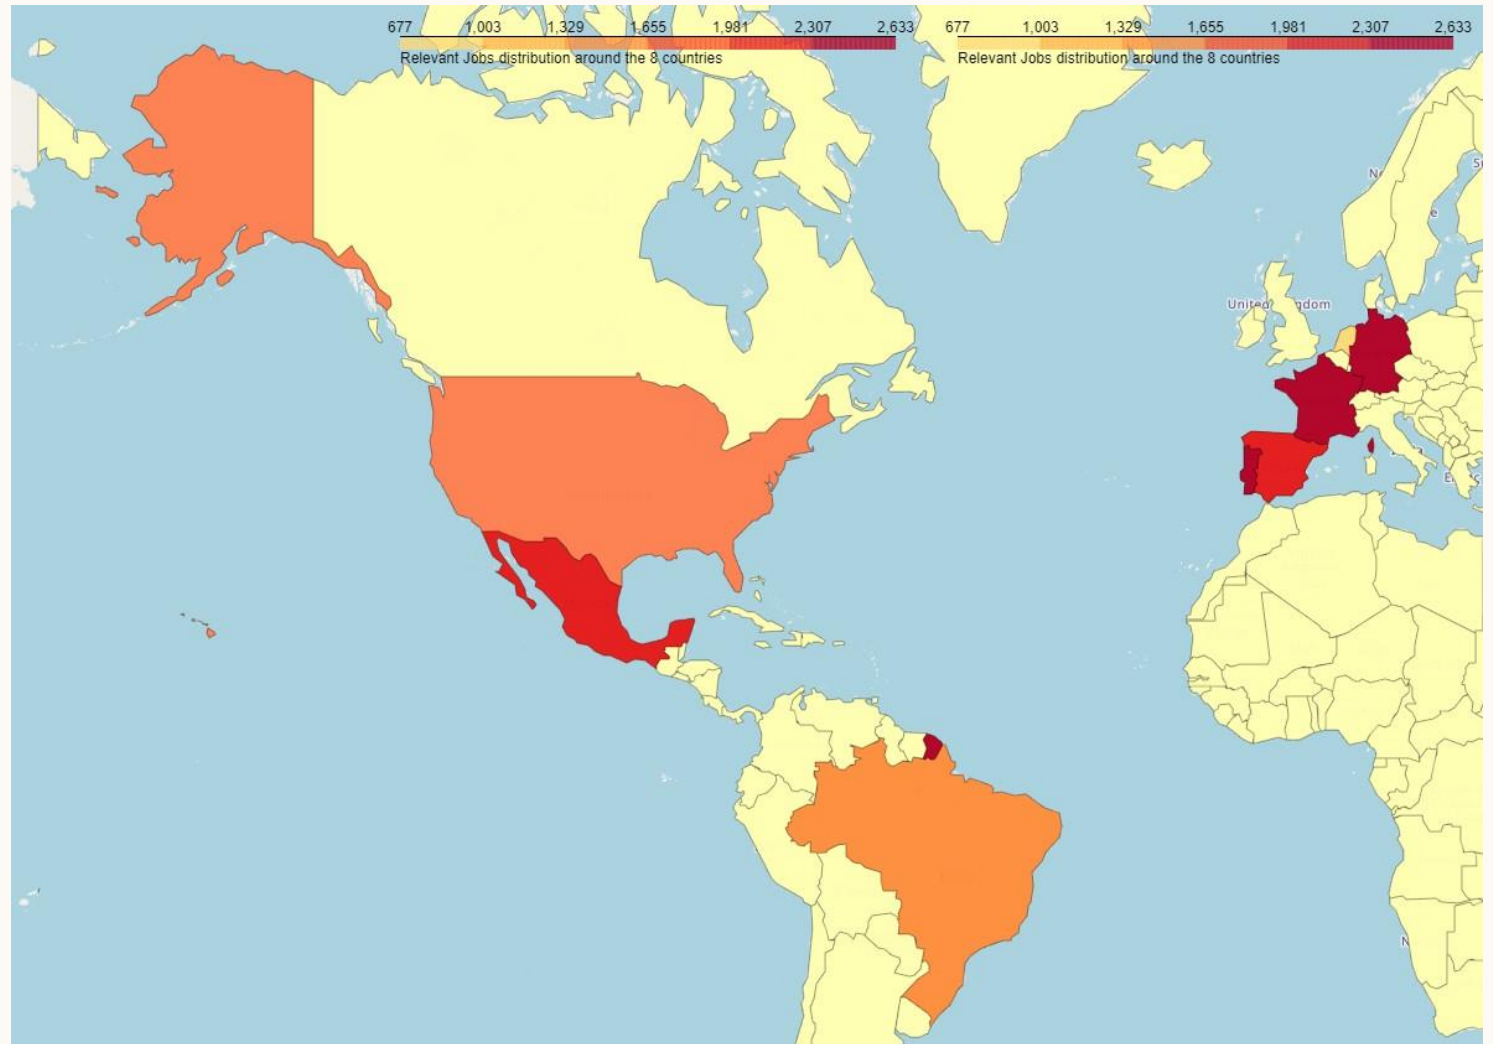 677 1,003 1,329 1,655 1,981 2,307 2,633
Relevant Jobs distribution around the 8 countries
677 1,003 1,329 1,655 1,981 2,307 2,633
Relevant Jobs distribution around the 8 countries